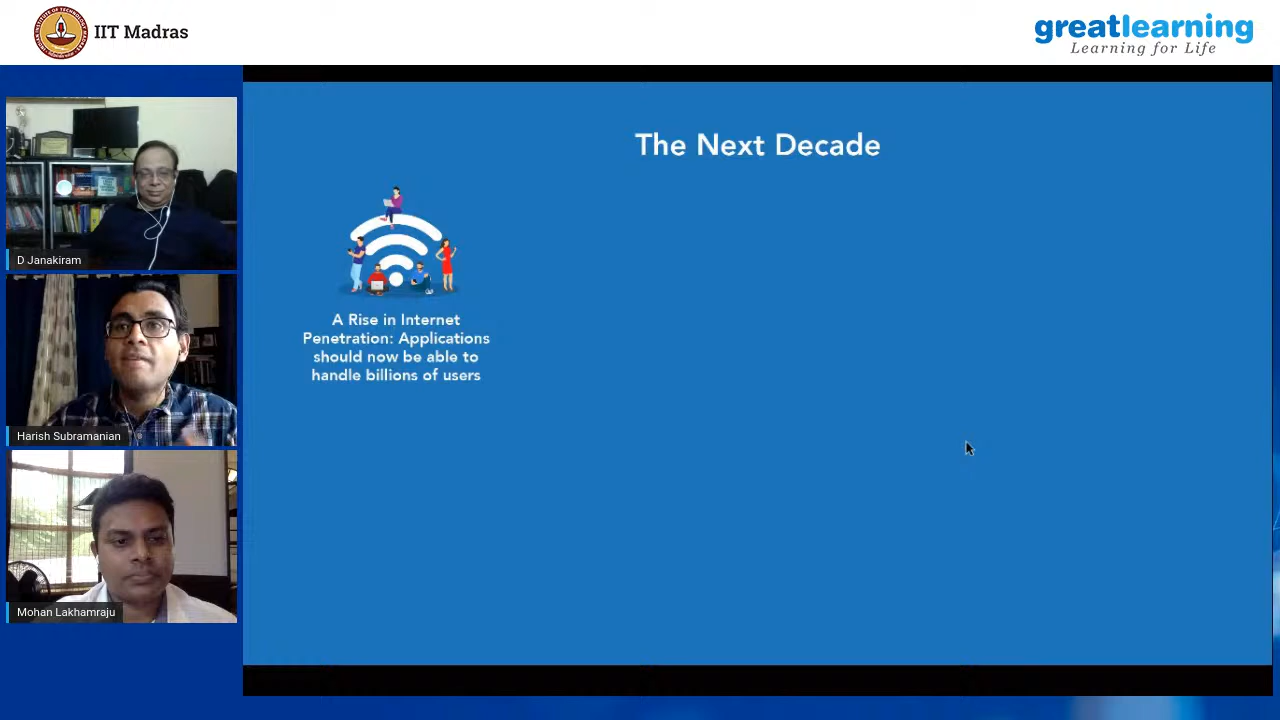 IIT Madras
greatlearning
Learning for Life
D Janakiram
Harish Subramanian
Mohan Lakhamraju
The Next Decade
A Rise in Internet
Penetration: Applications
should now be able to
handle billions of users